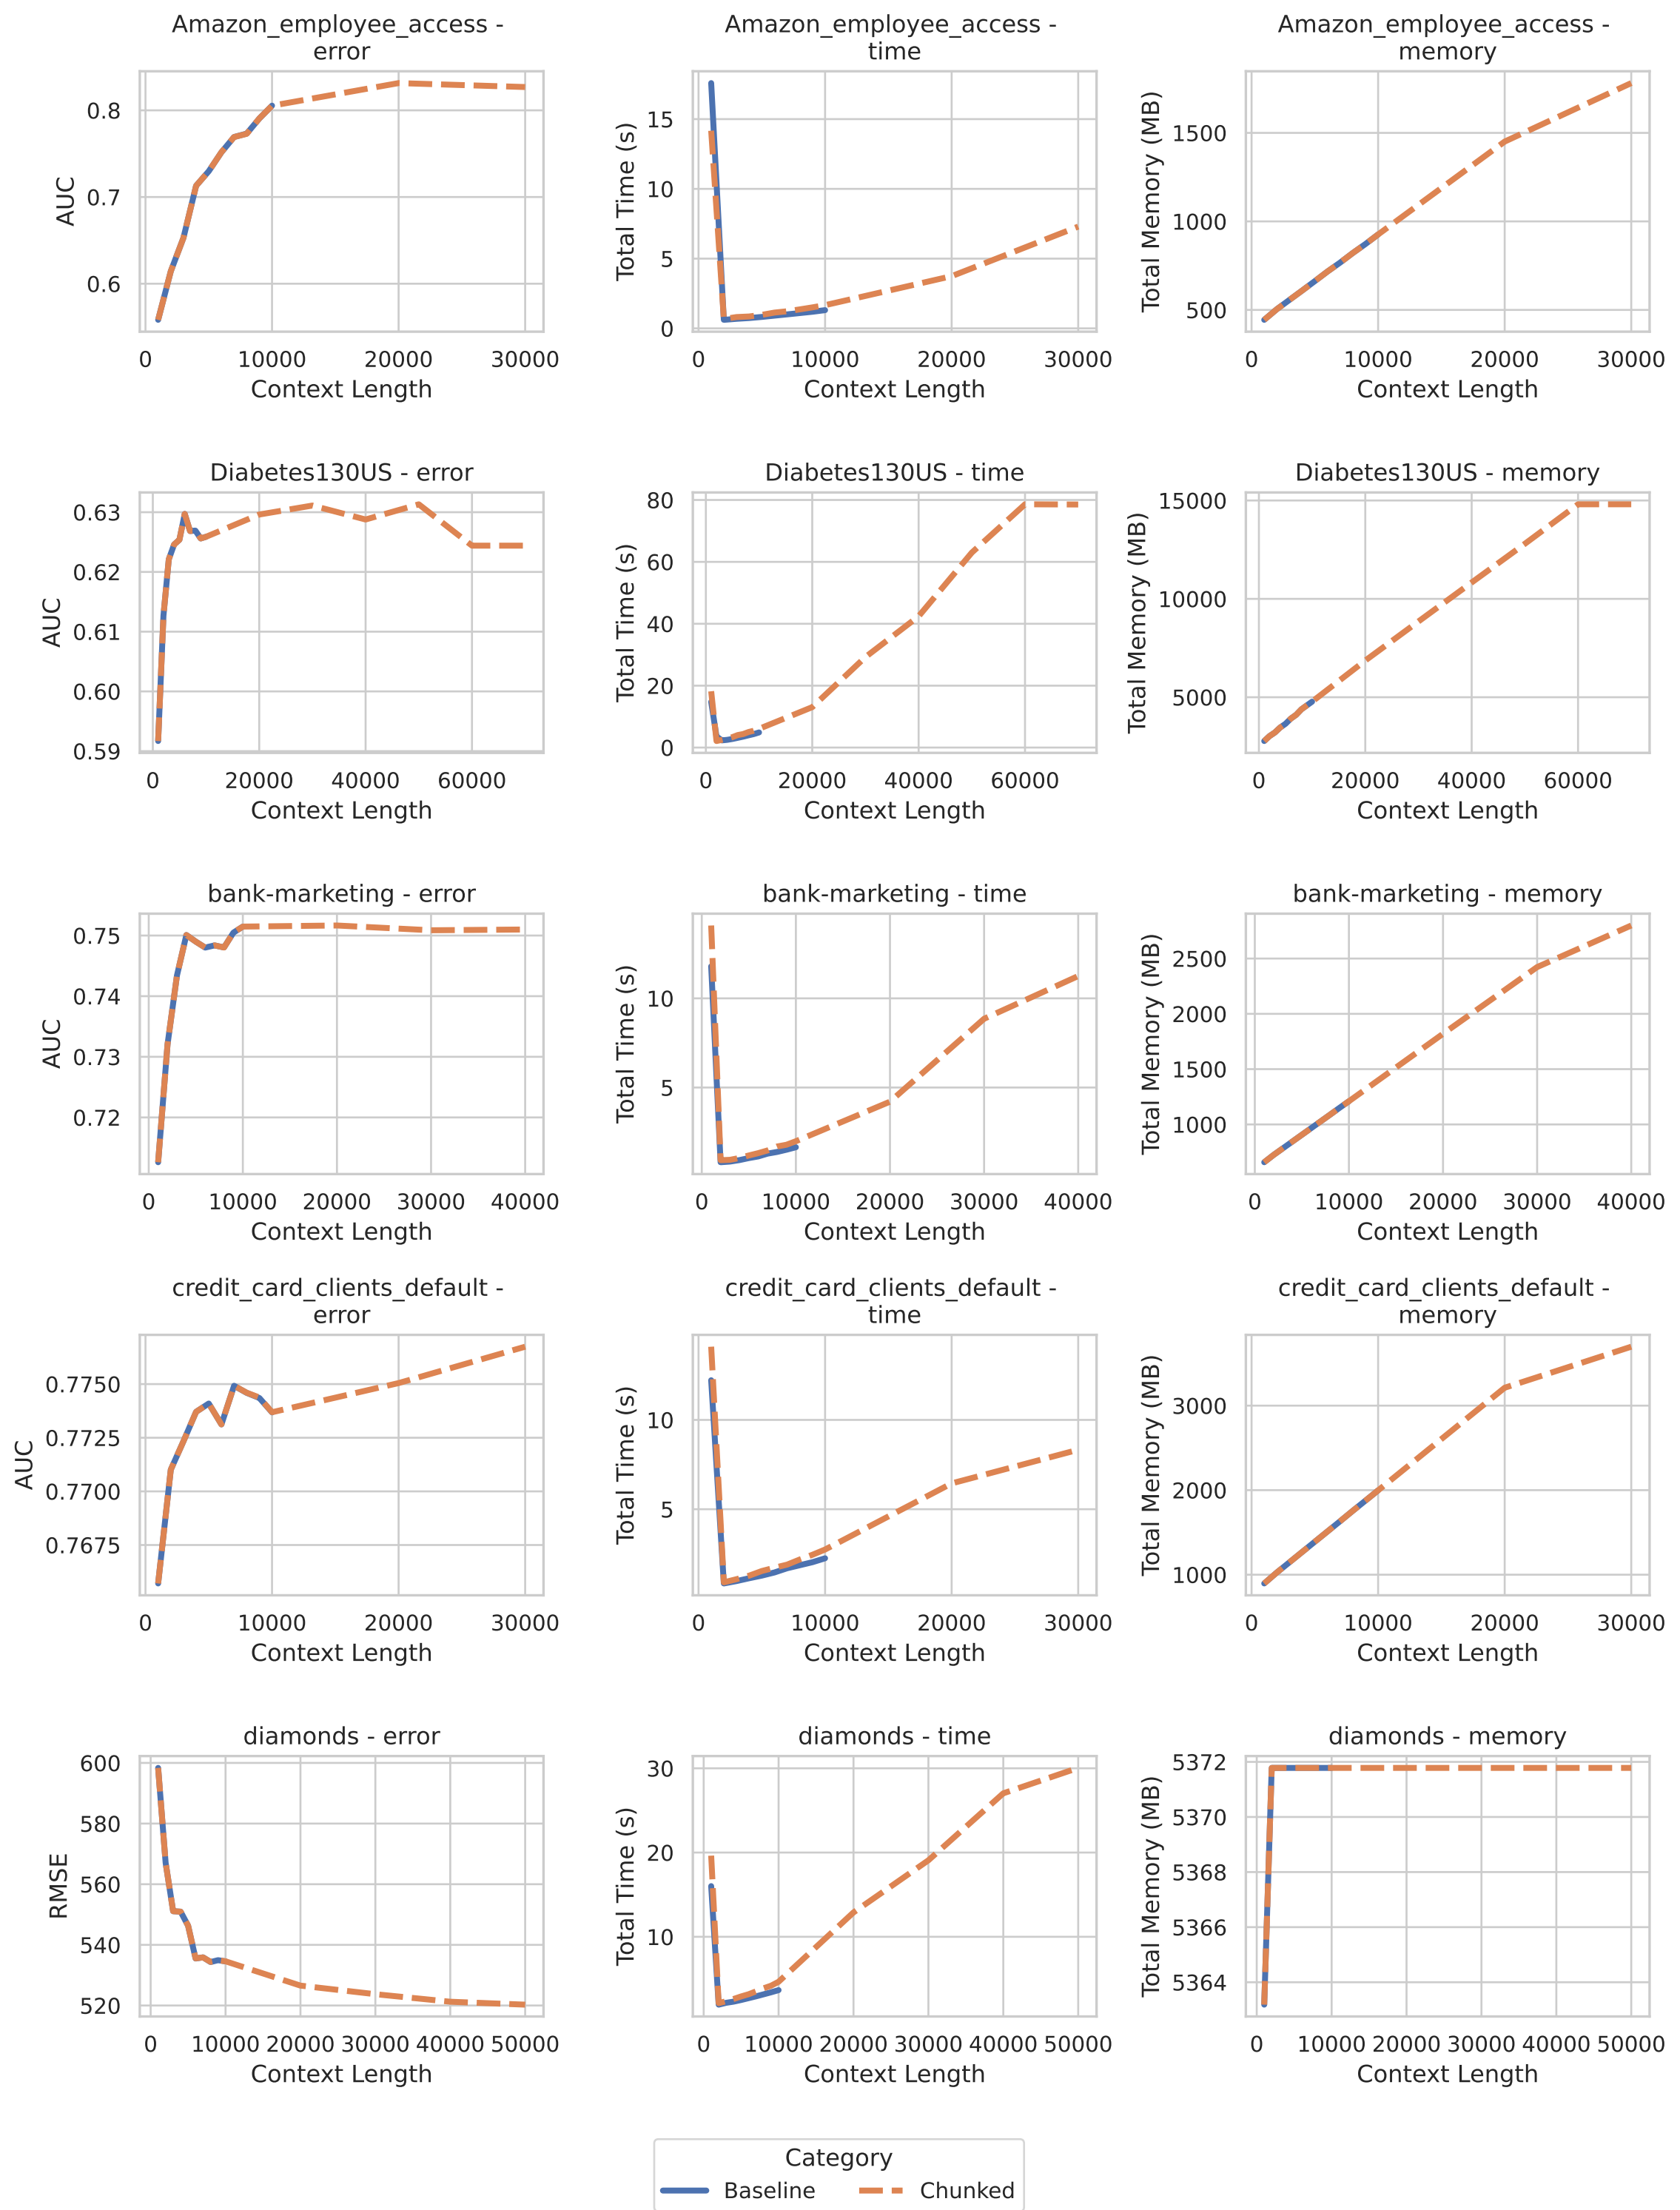 Amazon_employee_access -
error
AUC
0.8
0.7
0.6
0 10000 20000 30000
Context Length
Amazon_employee_access -
time
Total Time (s)
15
10
5
0
0 10000 20000 30000
Context Length
Amazon_employee_access -
memory
Total Memory (MB)
1500
1000
500
0 10000 20000 30000
Context Length
Diabetes130US - error
AUC
0.63
0.62
0.61
0.60
0.59
0 20000 40000 60000
Context Length
Diabetes130US - time
Total Time (s)
80
60
40
20
0
0 20000 40000 60000
Context Length
Diabetes130US - memory
Total Memory (MB)
15000
10000
5000
0 20000 40000 60000
Context Length
bank-marketing - error
AUC
0.75
0.74
0.73
0.72
0 10000 20000 30000 40000
Context Length
bank-marketing - time
Total Time (s)
10
5
0 10000 20000 30000 40000
Context Length
bank-marketing - memory
Total Memory (MB)
2500
2000
1500
1000
0 10000 20000 30000 40000
Context Length
credit_card_clients_default -
error
AUC
0.7750
0.7725
0.7700
0.7675
0 10000 20000 30000
Context Length
credit_card_clients_default -
time
Total Time (s)
10
5
0 10000 20000 30000
Context Length
credit_card_clients_default -
memory
Total Memory (MB)
3000
2000
1000
0 10000 20000 30000
Context Length
diamonds - error
RMSE
600
580
560
540
520
0 10000 20000 30000 40000 50000
Context Length
diamonds - time
Total Time (s)
30
20
10
0 10000 20000 30000 40000 50000
Context Length
diamonds - memory
Total Memory (MB)
5372
5370
5368
5366
5364
0 10000 20000 30000 40000 50000
Context Length
Category
Baseline Chunked